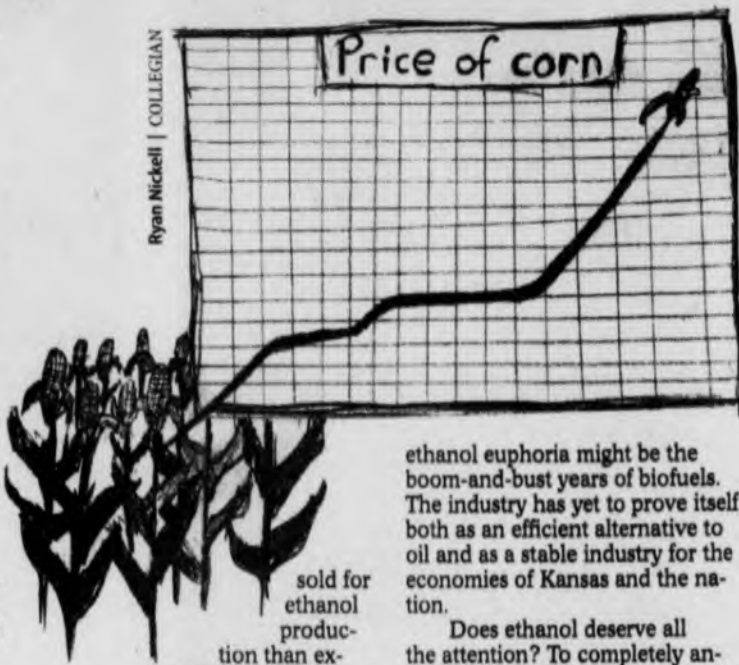 Price of corn
Ryan Nickell | COLLEGIAN
sold for
ethanol
produc-
tion than ex-
ethanol euphoria might be the
boom-and-bust years of biofuels.
The industry has yet to prove itself
both as an efficient alternative to
oil and as a stable industry for the
economies of Kansas and the na-
tion.
Does ethanol deserve all
the attention? To completely an-